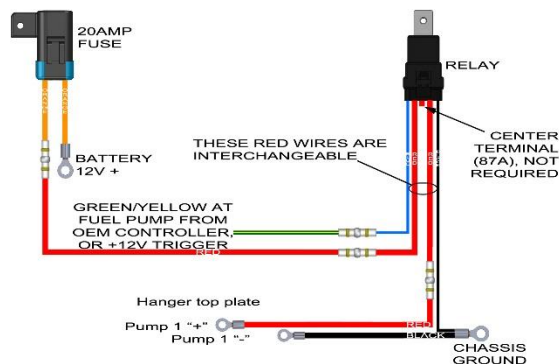 20AMP
FUSE
RELAY
CENTER
TERMINAL
(87A), NOT
REQUIRED
THESE RED WIRES ARE
INTERCHANGEABLE
BATTERY
12V +
GREEN/YELLOW AT
FUEL PUMP FROM
OEM CONTROLLER,
OR +12V TRIGGER
RED
Hanger top plate
Pump 1 "+"
RED
Pump 1 "-"
BLACK
CHASSIS
GROUND